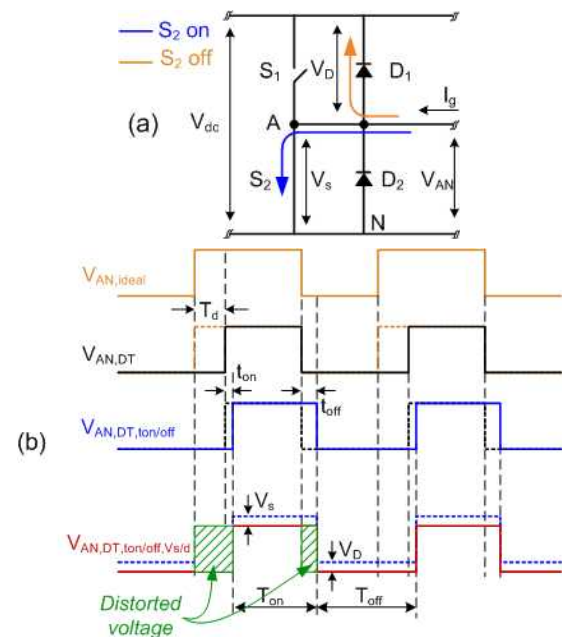 S2 on
S2 off
(a)
Vdc
S1
VD
D1
Ig
A
S2
Vs
D2
VAN
N
(b)
VAN,ideal
Td
VAN,DT
ton
toff
VAN,DT,ton/off
Vs
VAN,DT,ton/off,Vs/d
VD
Distorted
voltage
Ton
Toff